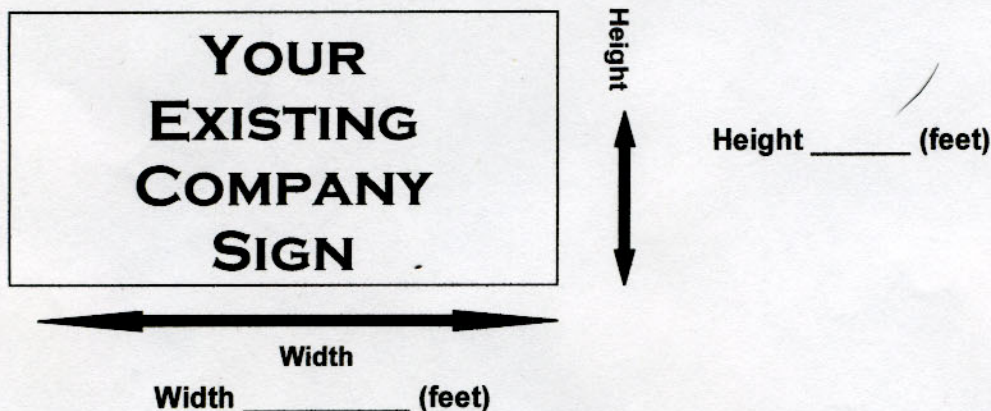 YOUR
EXISTING
COMPANY
SIGN
Height
Height ______ (feet)
Width
Width __________ (feet)